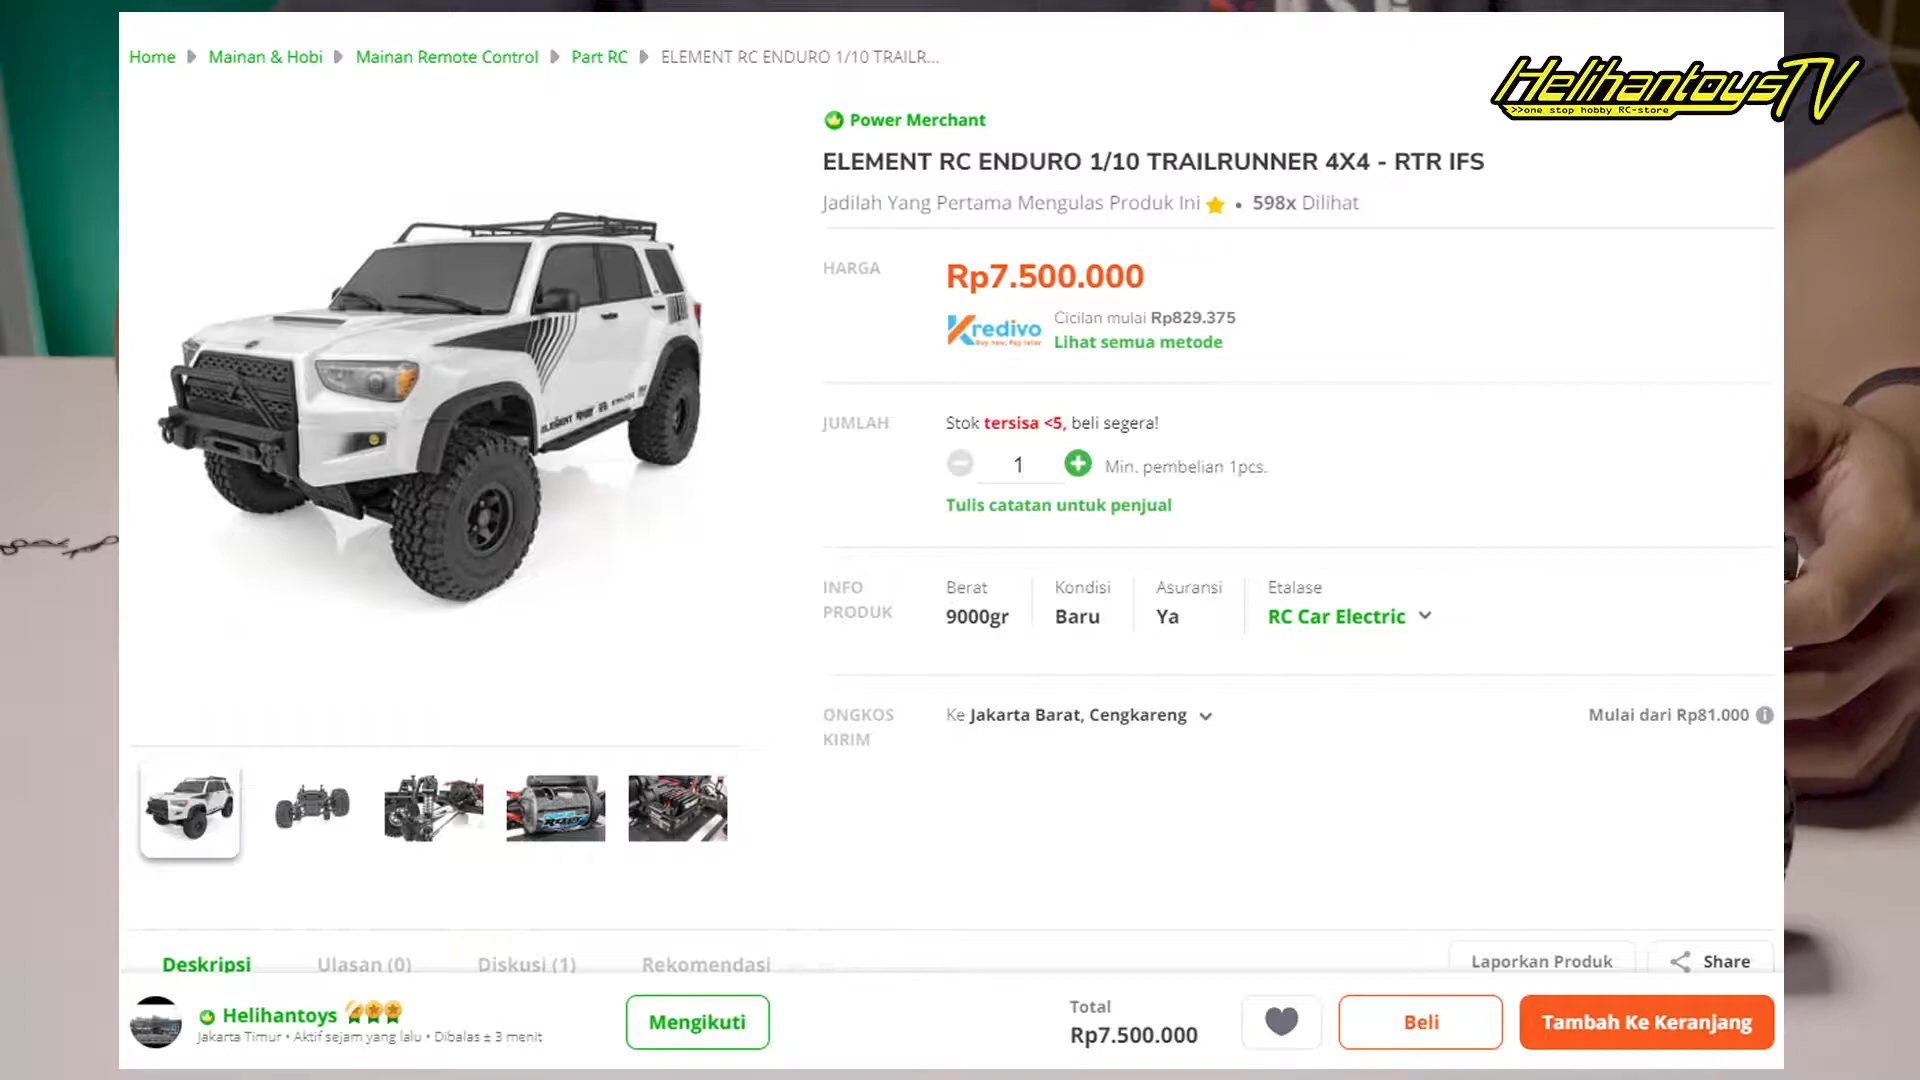 Home Mainan & Hobi Mainan Remote Control Part RC ELEMENT RC ENDURO 1/10 TRAILR...
HelihantoysTV
>>one stop hobby RC-store
Power Merchant
ELEMENT RC ENDURO 1/10 TRAILRUNNER 4X4 - RTR IFS
Jadilah Yang Pertama Mengulas Produk Ini • 598x Dilihat
HARGA
Rp7.500.000
Kredivo
Buy now, Pay later
Cicilan mulai Rp829.375
Lihat semua metode
JUMLAH
Stok tersisa <5, beli segera!
1
Min. pembelian 1pcs.
Tulis catatan untuk penjual
INFO PRODUK
Berat
9000gr
Kondisi
Baru
Asuransi
Ya
Etalase
RC Car Electric
ONGKOS KIRIM
Ke Jakarta Barat, Cengkareng
Mulai dari Rp81.000
ELEMENT
Deskripsi
Ulasan (0)
Diskusi (1)
Rekomendasi
Laporkan Produk
Share
Helihantoys
Jakarta Timur • Aktif sejam yang lalu • Dibalas ± 3 menit
Mengikuti
Total
Rp7.500.000
Beli
Tambah Ke Keranjang